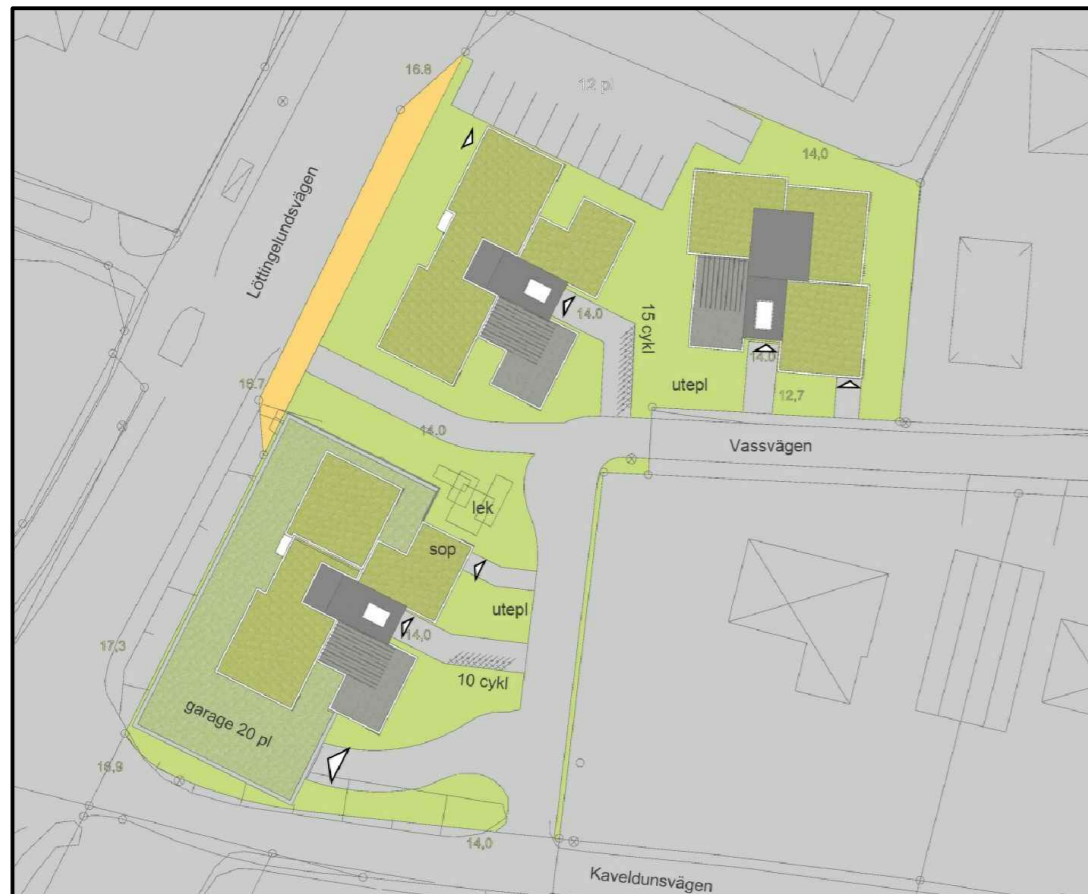 16.8
12 pl
14,0
Löttingelundsvägen
14.0
15 cykl
14.0
utepl
12,7
16.7
14.0
Vassvägen
lek
sop
utepl
14,0
17.3
10 cykl
garage 20 pl
16,9
14,0
Kaveldunsvägen